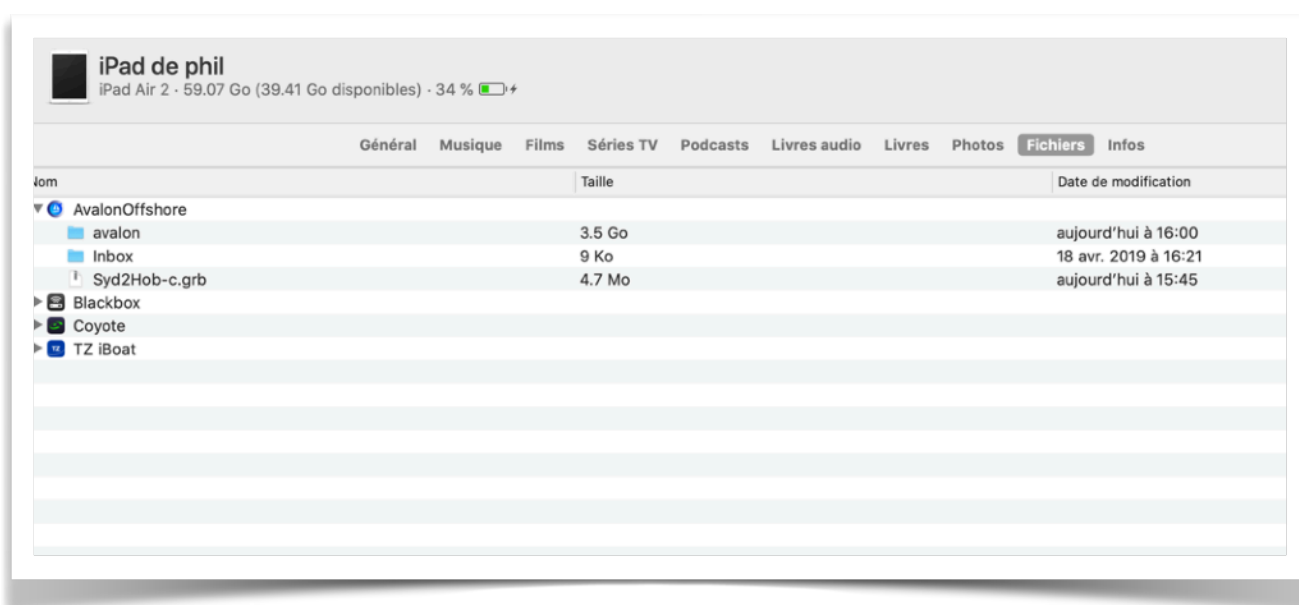 iPad de phil
iPad Air 2 · 59.07 Go (39.41 Go disponibles) · 34 %
Général Musique Films Séries TV Podcasts Livres audio Livres Photos Fichiers Infos
Nom Taille Date de modification
AvalonOffshore
avalon 3.5 Go aujourd'hui à 16:00
Inbox 9 Ko 18 avr. 2019 à 16:21
Syd2Hob-c.grb 4.7 Mo aujourd'hui à 15:45
Blackbox
Coyote
TZ TZ iBoat